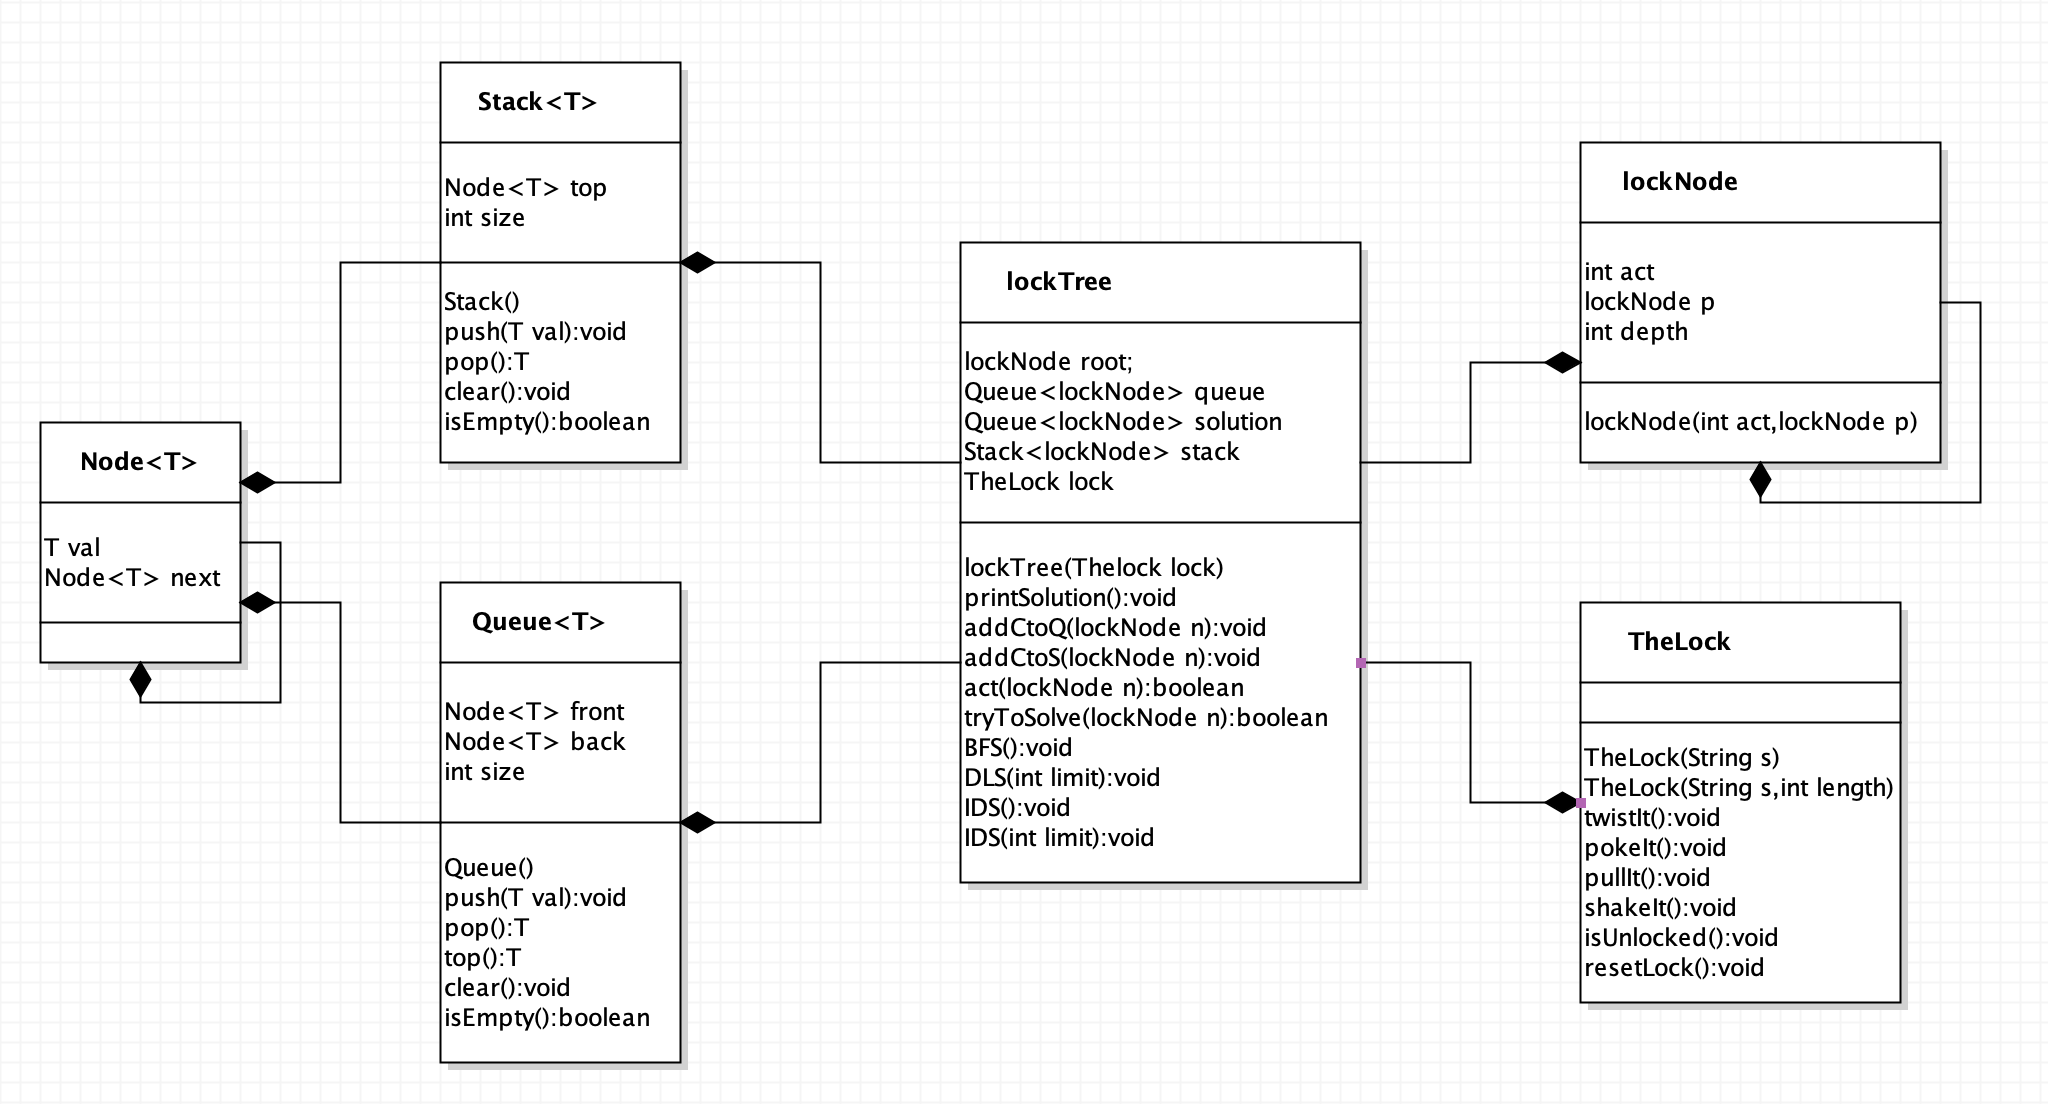 Stack<T>
Node<T> top
int size
Stack()
push(T val):void
pop():T
clear():void
isEmpty():boolean
Node<T>
T val
Node<T> next
Queue<T>
Node<T> front
Node<T> back
int size
Queue()
push(T val):void
pop():T
top():T
clear():void
isEmpty():boolean
lockTree
lockNode root;
Queue<lockNode> queue
Queue<lockNode> solution
Stack<lockNode> stack
TheLock lock
lockTree(Thelock lock)
printSolution():void
addCtoQ(lockNode n):void
addCtoS(lockNode n):void
act(lockNode n):boolean
tryToSolve(lockNode n):boolean
BFS():void
DLS(int limit):void
IDS():void
IDS(int limit):void
lockNode
int act
lockNode p
int depth
lockNode(int act,lockNode p)
TheLock
TheLock(String s)
TheLock(String s,int length)
twistIt():void
pokeIt():void
pullIt():void
shakeIt():void
isUnlocked():void
resetLock():void